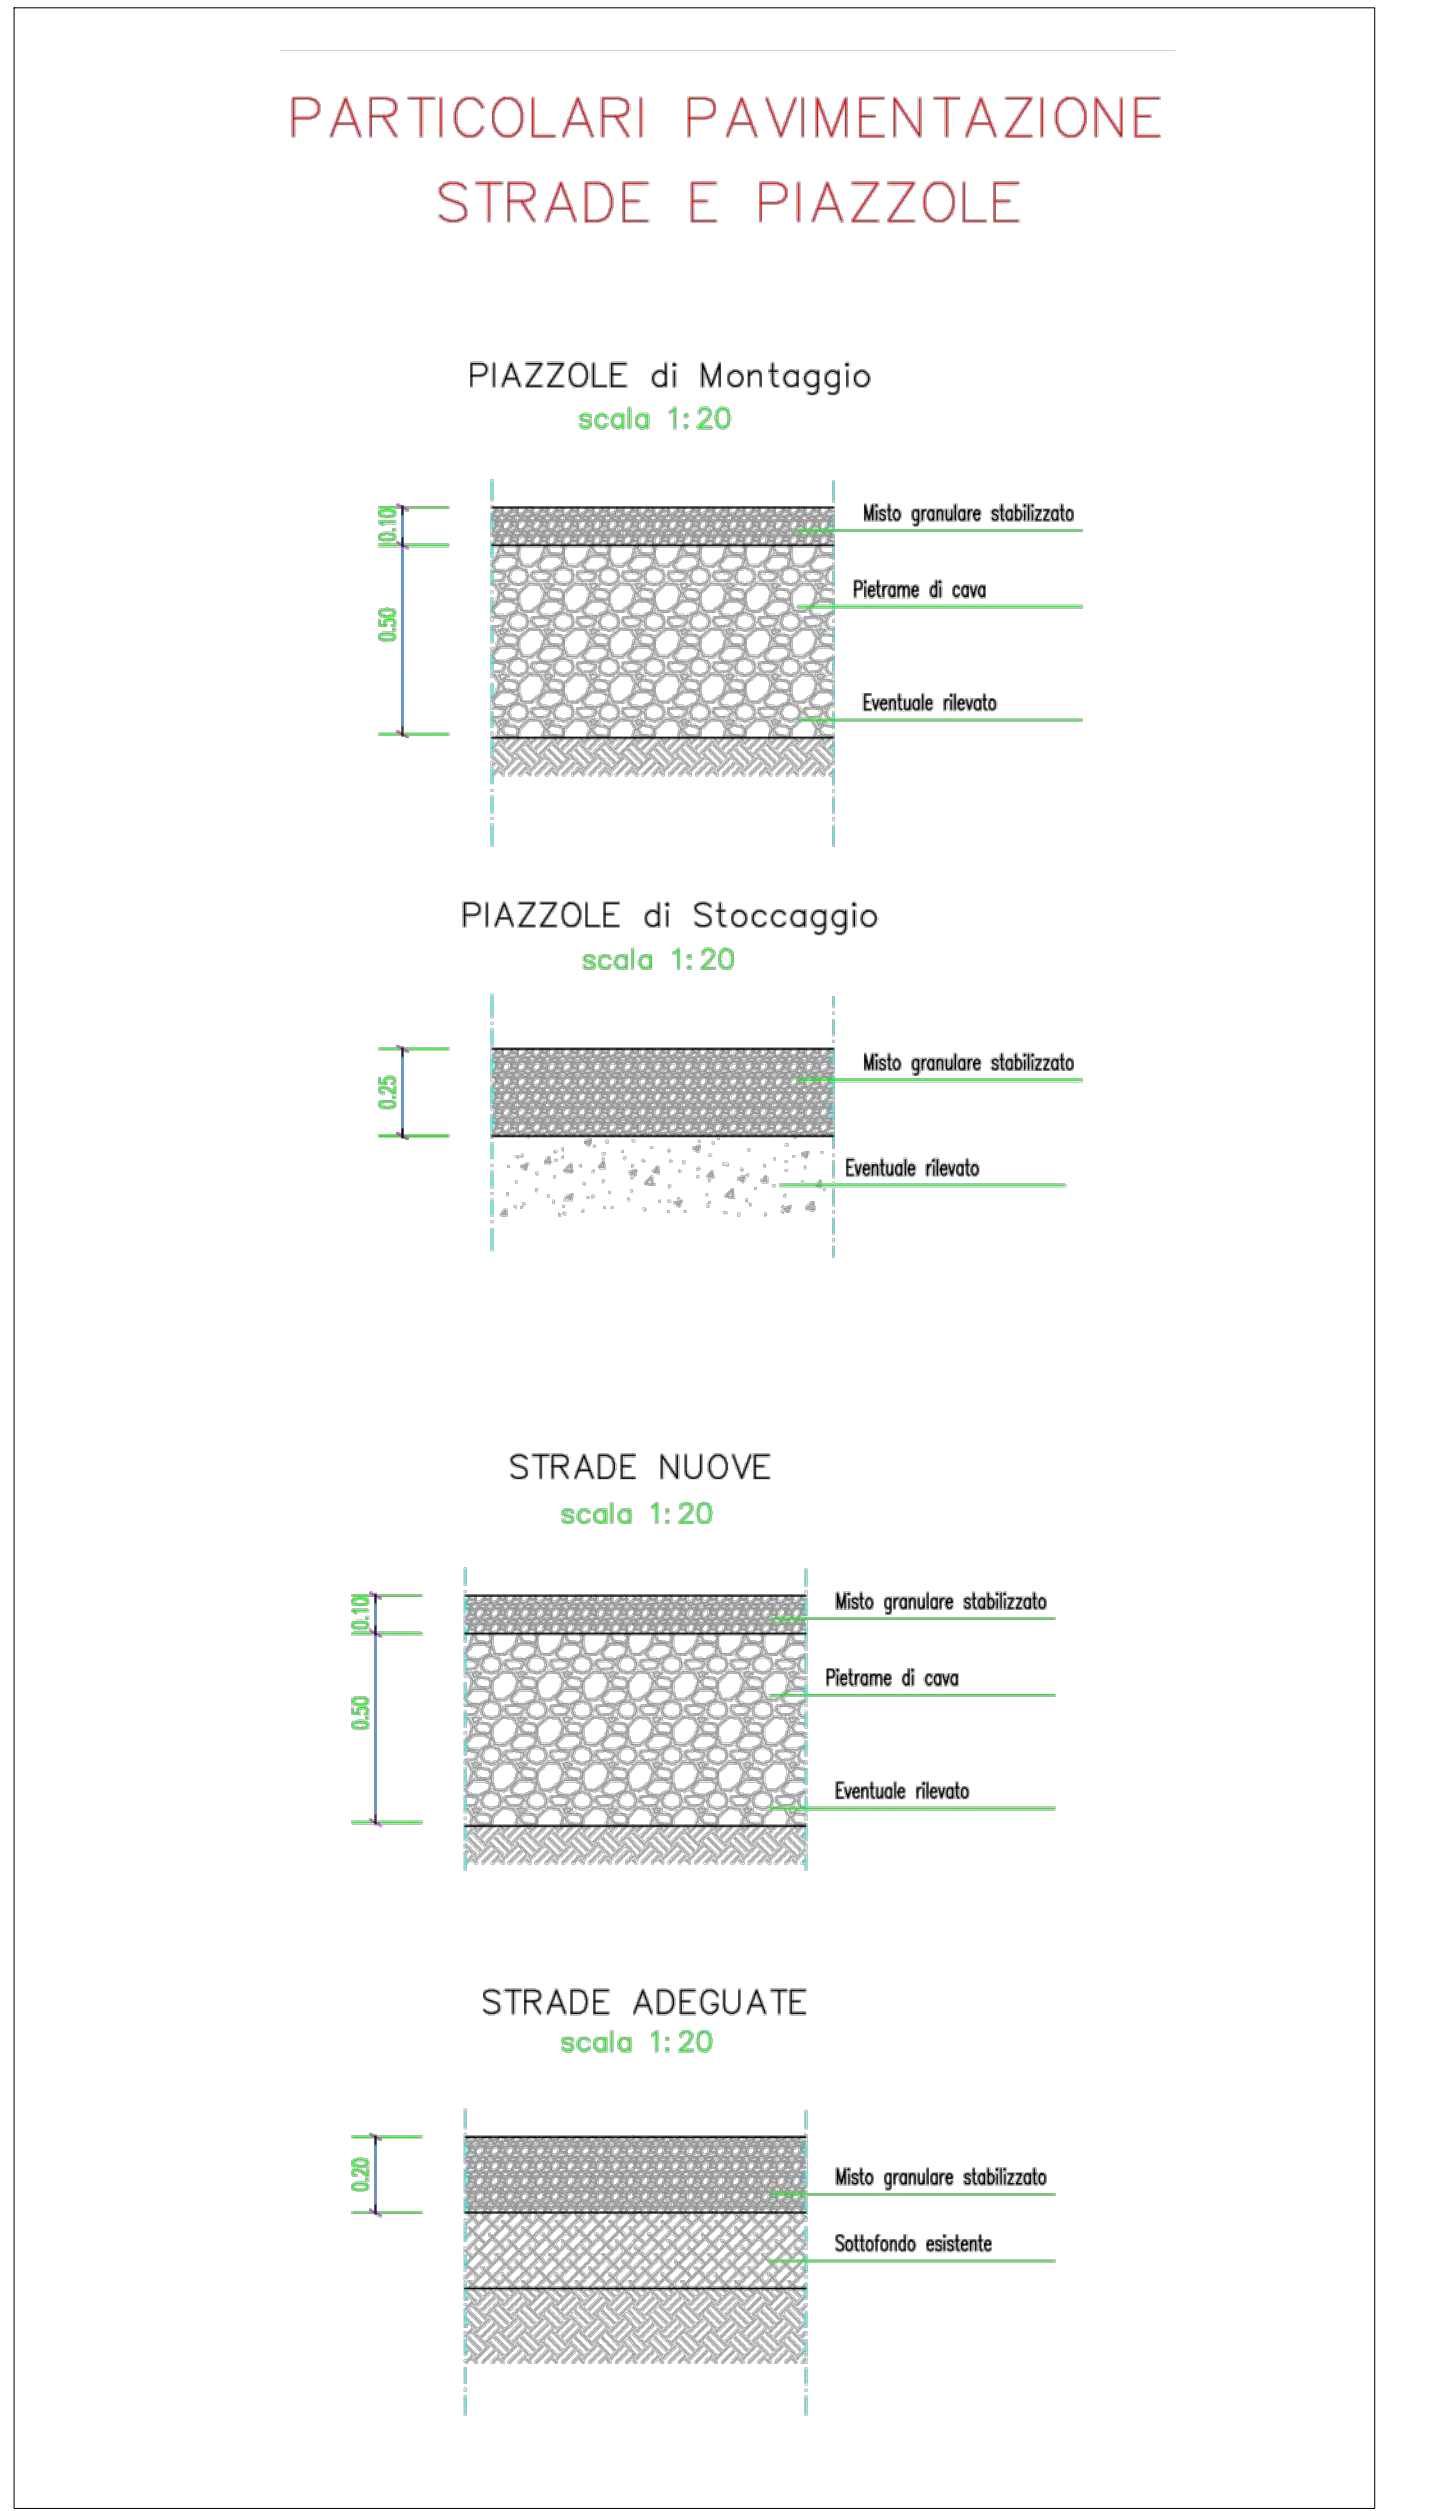 PARTICOLARI PAVIMENTAZIONE
STRADE E PIAZZOLE
PIAZZOLE di Montaggio
scala 1:20
0.10
Misto granulare stabilizzato
Pietrame di cava
0.50
Eventuale rilevato
PIAZZOLE di Stoccaggio
scala 1:20
Misto granulare stabilizzato
0.25
Eventuale rilevato
STRADE NUOVE
scala 1:20
0.10
Misto granulare stabilizzato
Pietrame di cava
0.50
Eventuale rilevato
STRADE ADEGUATE
scala 1:20
0.20
Misto granulare stabilizzato
Sottofondo esistente